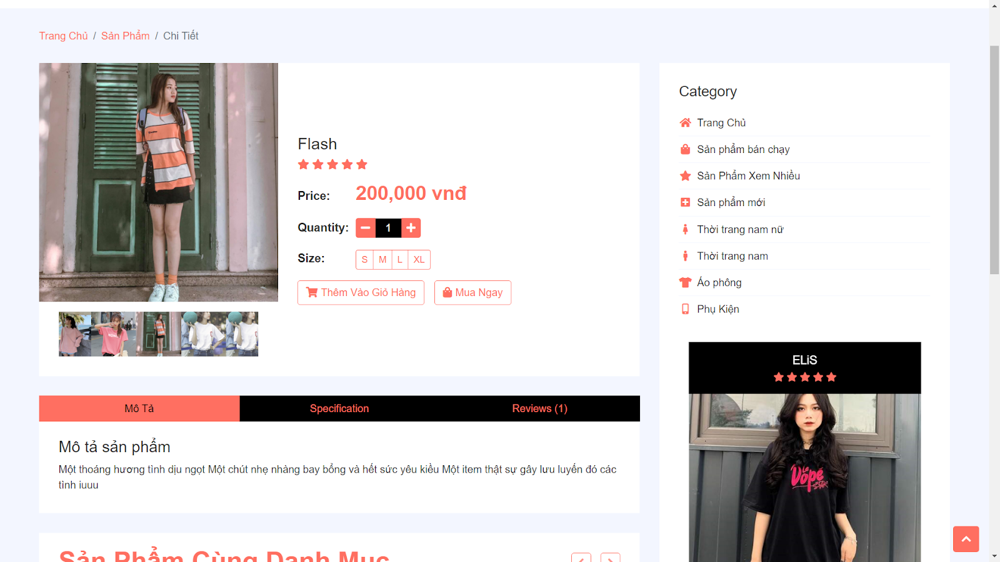 Trang Chủ / Sản Phẩm / Chi Tiết
Flash
Price: 200,000 vnđ
Quantity: 1
Size: S M L XL
Thêm Vào Giỏ Hàng Mua Ngay
Mô Tả Specification Reviews (1)
Mô tả sản phẩm
Một thoáng hương tình dịu ngọt Một chút nhẹ nhàng bay bổng và hết sức yêu kiều Một item thật sự gây lưu luyến đó các
tình iuuu
Sản Phẩm Cùng Danh Mục
Category
Trang Chủ
Sản phẩm bán chạy
Sản Phẩm Xem Nhiều
Sản phẩm mới
Thời trang nam nữ
Thời trang nam
Áo phông
Phụ Kiện
ELiS
Le
Vopé
STAR